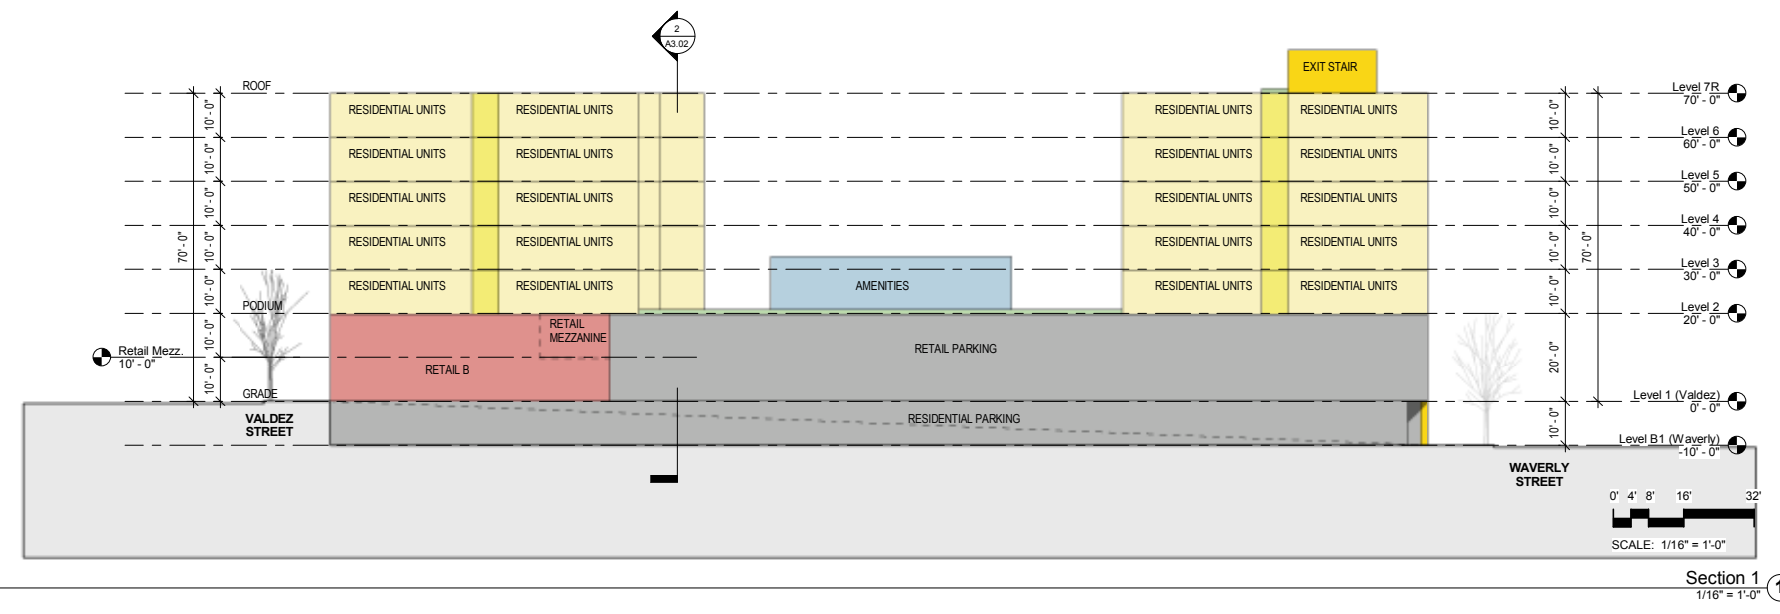 2
A3.02
EXIT STAIR
ROOF
Level 7R
70' - 0"
RESIDENTIAL UNITS
RESIDENTIAL UNITS
RESIDENTIAL UNITS
RESIDENTIAL UNITS
10' - 0"
10' - 0"
Level 6
60' - 0"
RESIDENTIAL UNITS
RESIDENTIAL UNITS
RESIDENTIAL UNITS
RESIDENTIAL UNITS
10' - 0"
10' - 0"
Level 5
50' - 0"
RESIDENTIAL UNITS
RESIDENTIAL UNITS
RESIDENTIAL UNITS
RESIDENTIAL UNITS
10' - 0"
10' - 0"
Level 4
40' - 0"
70' - 0"
10' - 0"
RESIDENTIAL UNITS
RESIDENTIAL UNITS
RESIDENTIAL UNITS
RESIDENTIAL UNITS
10' - 0"
70' - 0"
Level 3
30' - 0"
10' - 0"
RESIDENTIAL UNITS
RESIDENTIAL UNITS
AMENITIES
RESIDENTIAL UNITS
RESIDENTIAL UNITS
10' - 0"
PODIUM
Level 2
20' - 0"
10' - 0"
RETAIL
MEZZANINE
RETAIL PARKING
20' - 0"
Retail Mezz.
10' - 0"
RETAIL B
10' - 0"
GRADE
Level 1 (Valdez)
0' - 0"
VALDEZ
STREET
RESIDENTIAL PARKING
10' - 0"
Level B1 (Waverly)
-10' - 0"
WAVERLY
STREET
0' 4' 8' 16' 32'
SCALE: 1/16" = 1'-0"
Section 1
1/16" = 1'-0"
1